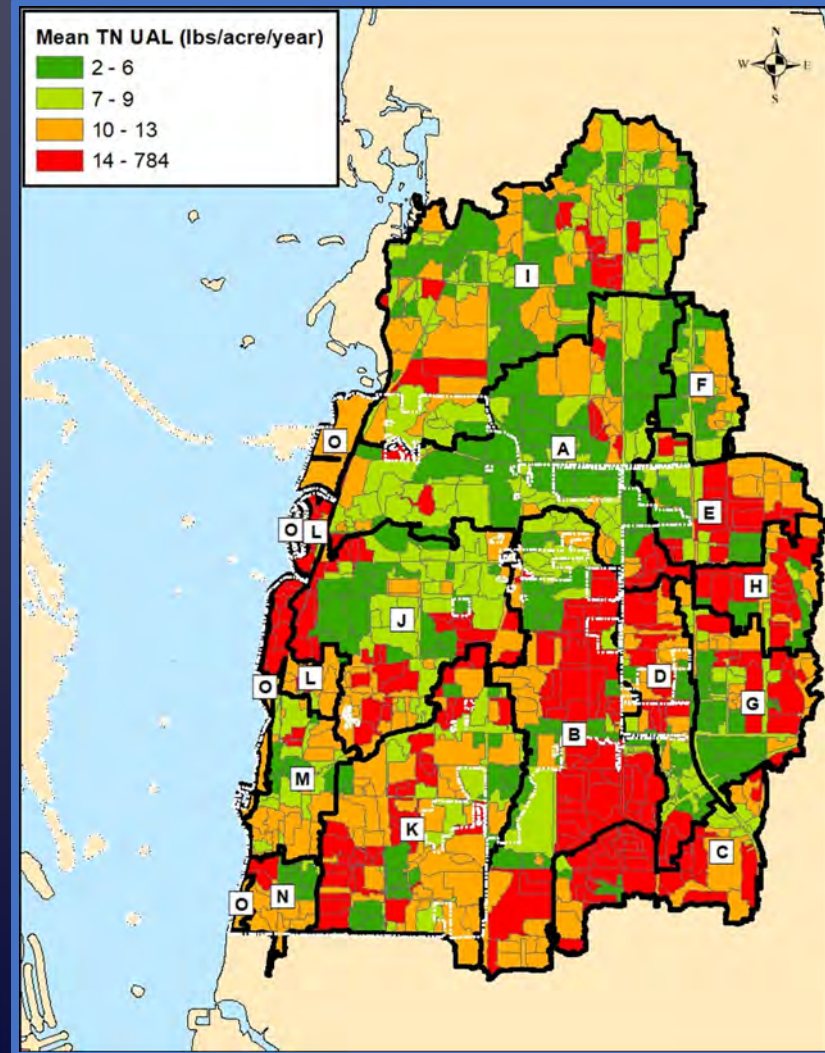 Mean TN UAL (lbs/acre/year)
2 - 6
7 - 9
10 - 13
14 - 784
N
W
E
S
I
F
O
A
E
O
L
H
J
L
D
O
G
B
M
K
C
O
N